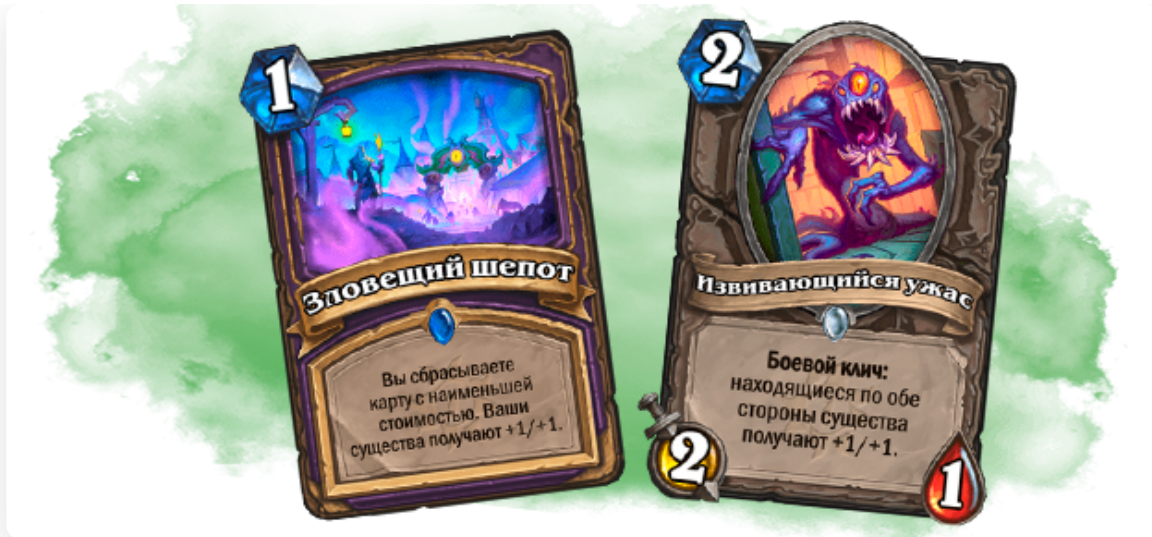 1
Зловещий шепот
Вы сбрасываете
карту с наименьшей
стоимостью. Ваши
существа получают +1/+1.
2
Извивающийся ужас
Боевой клич:
находящиеся по обе
стороны существа
получают +1/+1.
2
1